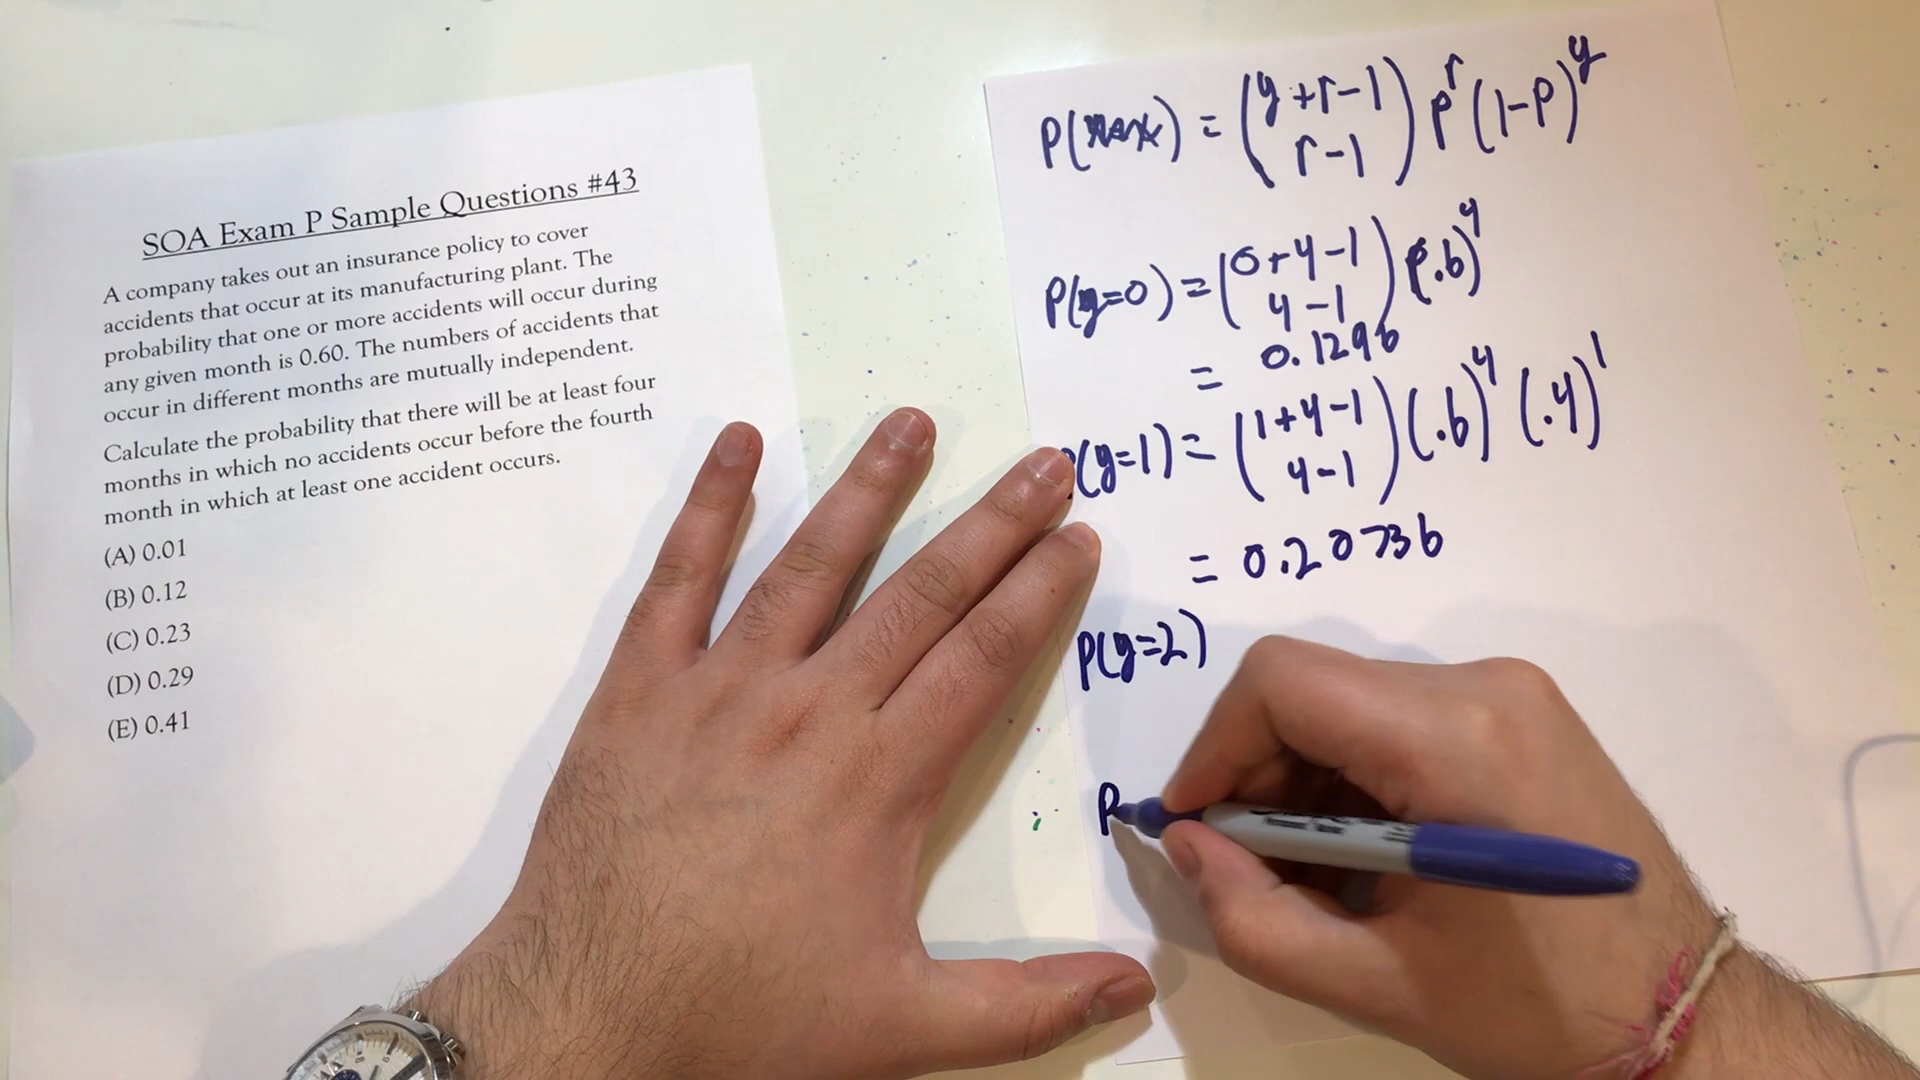 SOA Exam P Sample Questions #43
A company takes out an insurance policy to cover
accidents that occur at its manufacturing plant. The
probability that one or more accidents will occur during
any given month is 0.60. The numbers of accidents that
occur in different months are mutually independent.
Calculate the probability that there will be at least four
months in which no accidents occur before the fourth
month in which at least one accident occurs.
(A) 0.01
(B) 0.12
(C) 0.23
(D) 0.29
(E) 0.41
= (y+r-1
r-1) p^r (1-p)^y
P(y=0) = (0+4-1
4-1) (.6)^4
= 0.1296
P(y=1) = (1+4-1
4-1) (.6)^4 (.4)^1
= 0.20736
P(y=2)
P